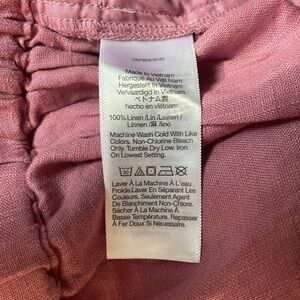 Made In Vietnam
Fabriqué Au Viêt Nam
Hergestellt In Vietnam
Vervaardigd In Vietnam
ベトナム製
hecho en vietnam
100% Linen /Lin /Leinen /
Linnen /麻 /lino
Machine Wash Cold With Like
Colors. Non-Chlorine Bleach
Only. Tumble Dry Low. Iron
On Lowest Setting.
Laver À La Machine À L'eau
Froide.Laver En Séparant Les
Couleurs. Seulement Agent
De Blanchiment Non-Chlore.
Sécher À La Machine À
Basse Température. Repasser
À Fer Doux Si Nécessaire.